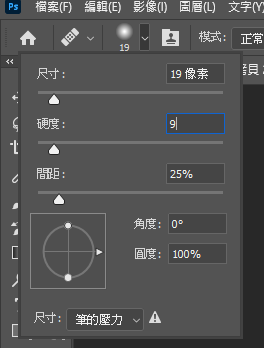 Ps 檔案(F) 編輯(E) 影像(I) 圖層(L) 文字(Y)
19 模式: 正常
尺寸: 19 像素
拷貝
硬度: 9
間距: 25%
角度: 0°
圓度: 100%
尺寸: 筆的壓力